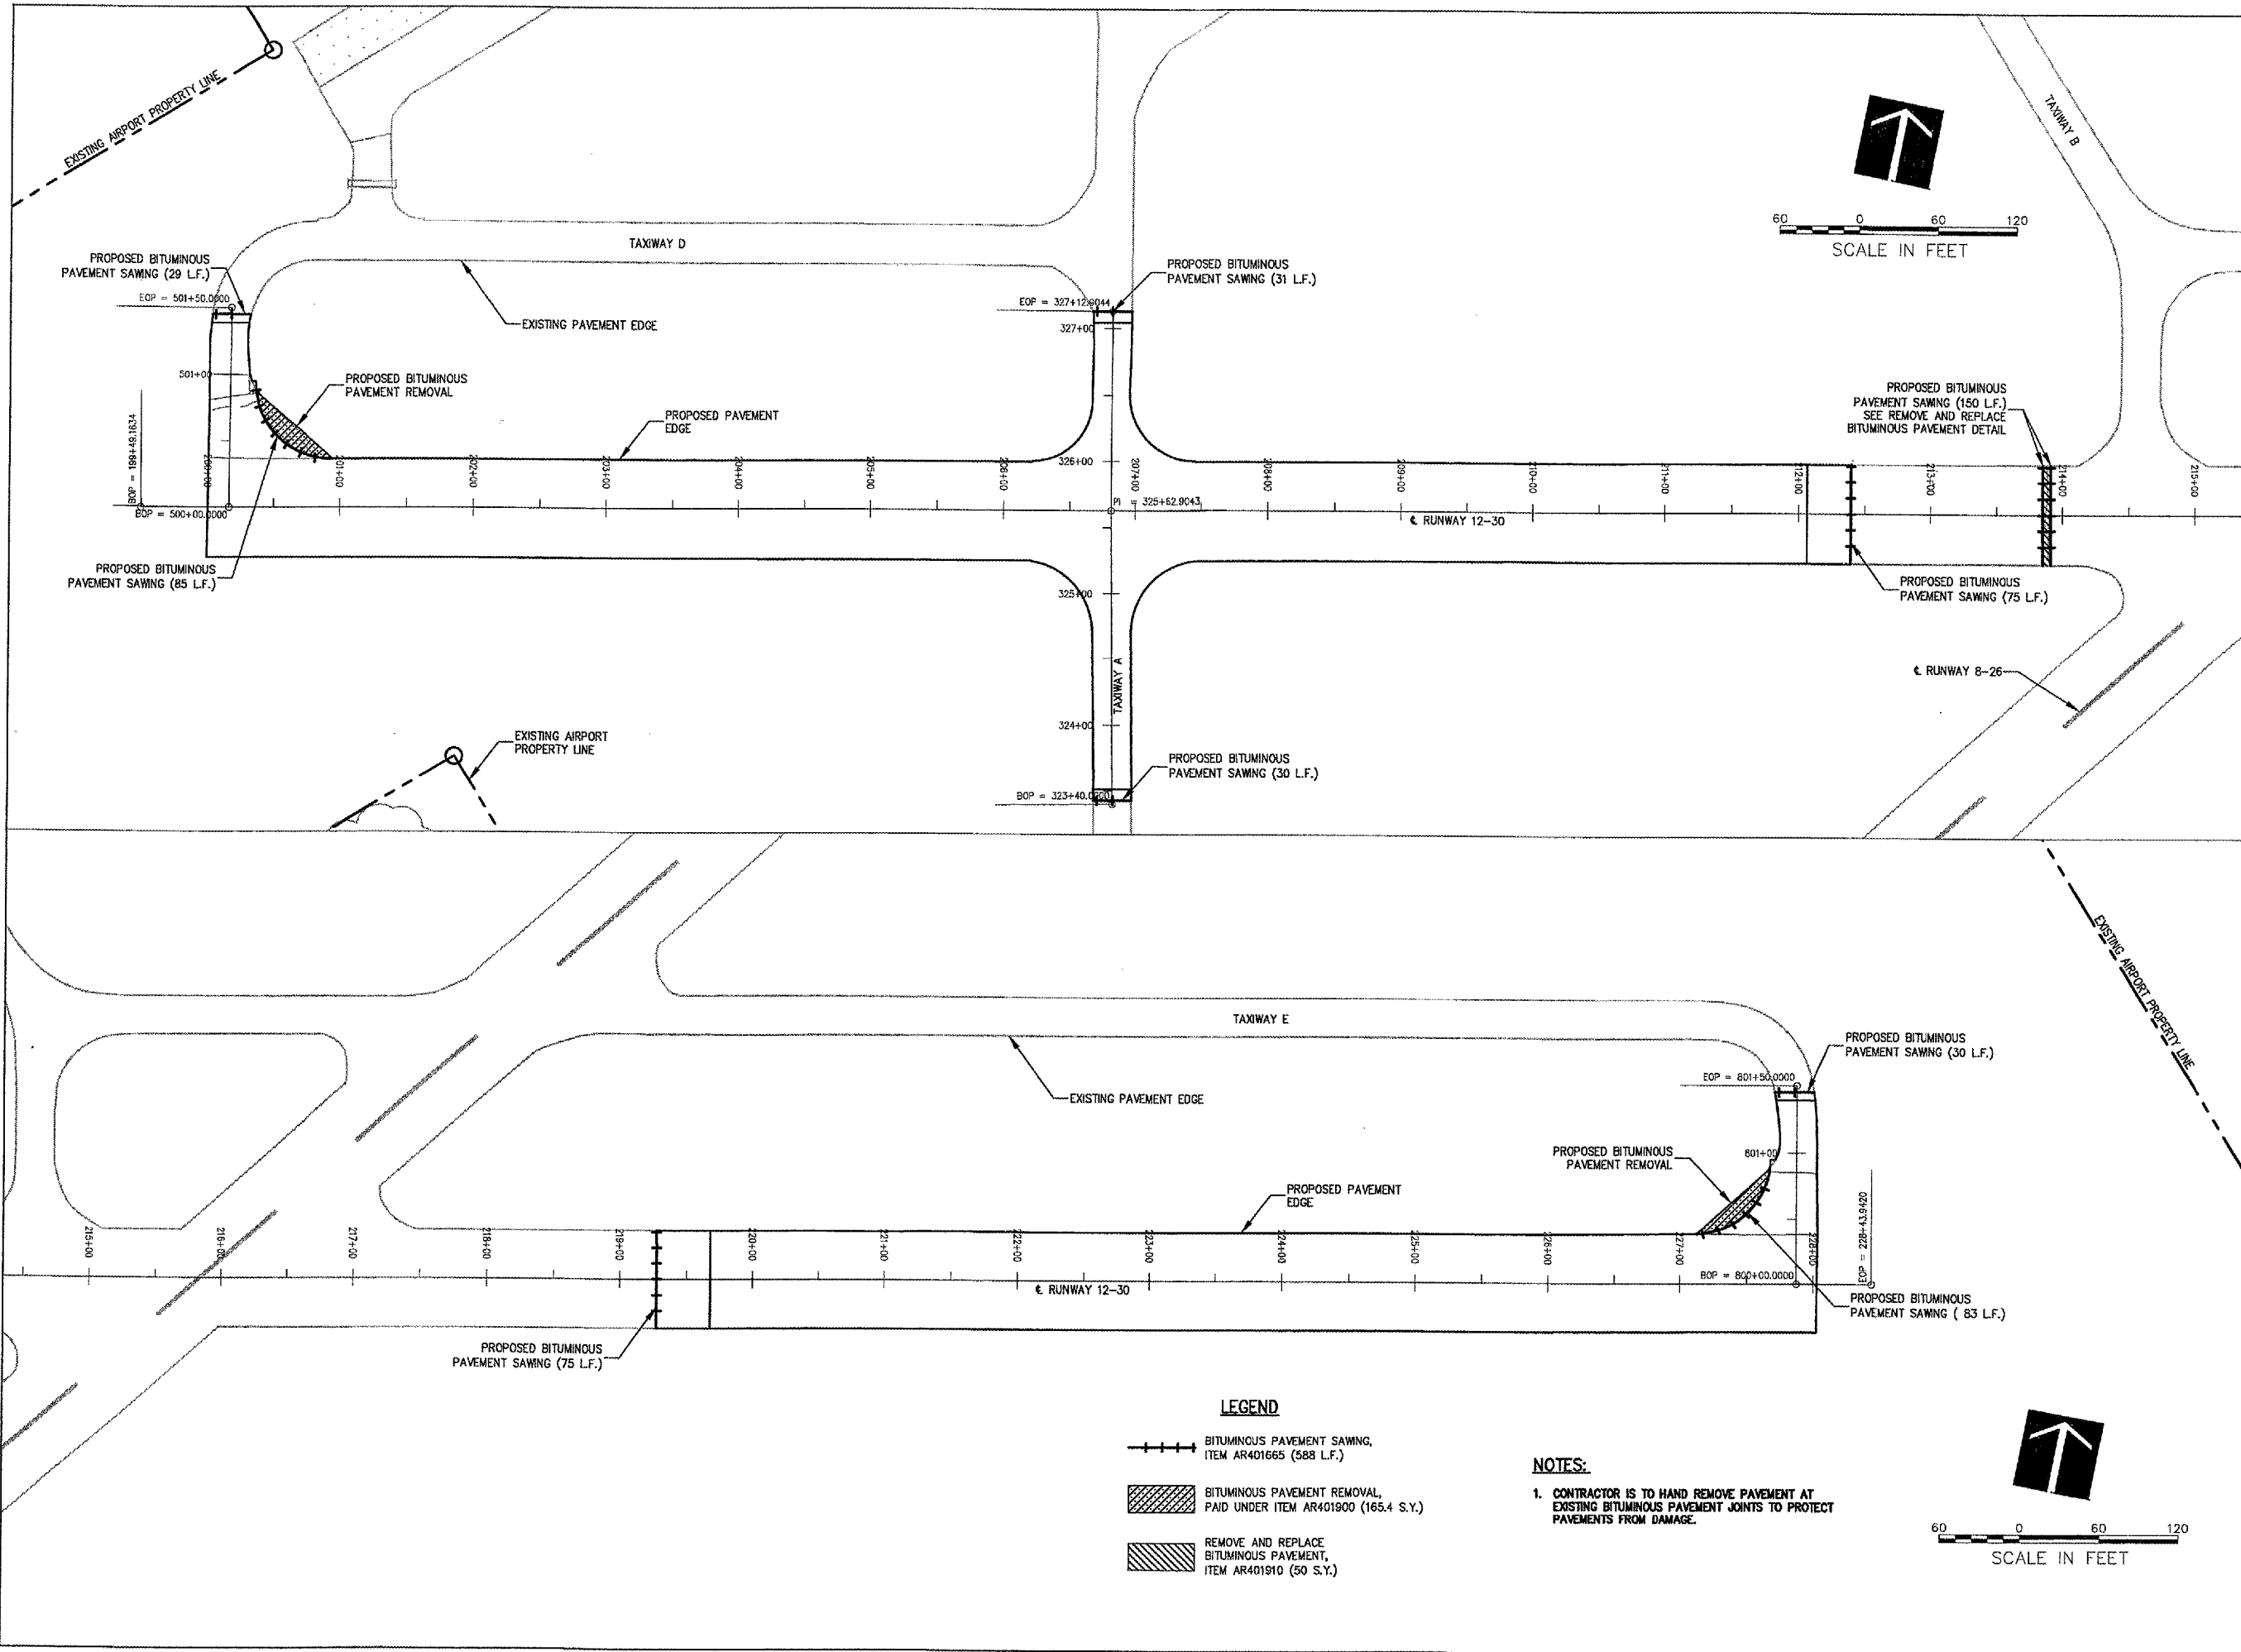 EXISTING AIRPORT PROPERTY LINE
TAXIWAY B
60 0 60 120
SCALE IN FEET
TAXIWAY D
PROPOSED BITUMINOUS
PAVEMENT SAWING (29 L.F.)
EOP = 501+50.0000
EXISTING PAVEMENT EDGE
PROPOSED BITUMINOUS
PAVEMENT SAWING (31 L.F.)
EOP = 327+12.9044
327+00
501+00
PROPOSED BITUMINOUS
PAVEMENT REMOVAL
PROPOSED PAVEMENT
EDGE
PROPOSED BITUMINOUS
PAVEMENT SAWING (150 L.F.)
SEE REMOVE AND REPLACE
BITUMINOUS PAVEMENT DETAIL
BOP = 199+49.1634
200+00
201+00
202+00
203+00
204+00
205+00
206+00
326+00
207+00
208+00
209+00
210+00
211+00
212+00
213+00
214+00
215+00
BOP = 500+00.0000
PI = 325+62.9043
℄ RUNWAY 12-30
PROPOSED BITUMINOUS
PAVEMENT SAWING (85 L.F.)
PROPOSED BITUMINOUS
PAVEMENT SAWING (75 L.F.)
325+00
TAXIWAY A
℄ RUNWAY 8-26
324+00
EXISTING AIRPORT
PROPERTY LINE
PROPOSED BITUMINOUS
PAVEMENT SAWING (30 L.F.)
BOP = 323+40.0000
EXISTING AIRPORT PROPERTY LINE
TAXIWAY E
PROPOSED BITUMINOUS
PAVEMENT SAWING (30 L.F.)
EOP = 801+50.0000
EXISTING PAVEMENT EDGE
PROPOSED BITUMINOUS
PAVEMENT REMOVAL
801+00
PROPOSED PAVEMENT
EDGE
215+00
216+00
217+00
218+00
219+00
220+00
221+00
222+00
223+00
224+00
225+00
226+00
227+00
228+00
EOP = 228+43.9420
BOP = 800+00.0000
℄ RUNWAY 12-30
PROPOSED BITUMINOUS
PAVEMENT SAWING ( 83 L.F.)
PROPOSED BITUMINOUS
PAVEMENT SAWING (75 L.F.)
LEGEND
BITUMINOUS PAVEMENT SAWING,
ITEM AR401665 (588 L.F.)
BITUMINOUS PAVEMENT REMOVAL,
PAID UNDER ITEM AR401900 (165.4 S.Y.)
REMOVE AND REPLACE
BITUMINOUS PAVEMENT,
ITEM AR401910 (50 S.Y.)
NOTES:
1. CONTRACTOR IS TO HAND REMOVE PAVEMENT AT
EXISTING BITUMINOUS PAVEMENT JOINTS TO PROTECT
PAVEMENTS FROM DAMAGE.
60 0 60 120
SCALE IN FEET